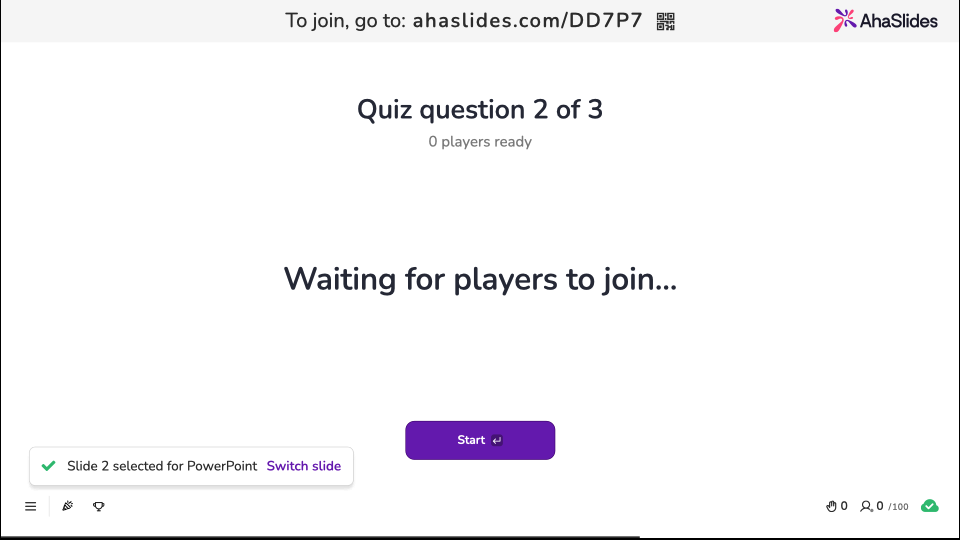 To join, go to: ahaslides.com/DD7P7
AhaSlides
Quiz question 2 of 3
0 players ready
Waiting for players to join...
Start
Slide 2 selected for PowerPoint Switch slide
0 0 /100